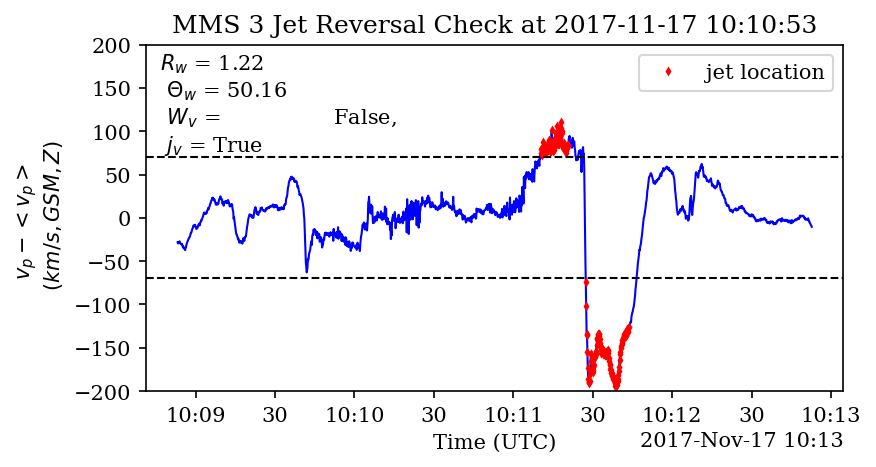 MMS 3 Jet Reversal Check at 2017-11-17 10:10:53
R_w = 1.22
Θ_w = 50.16
W_v = False,
j_v = True
jet location
200
150
100
50
0
−50
−100
−150
−200
v_p − < v_p >
(km/s, GSM, Z)
10:09 30 10:10 30 10:11 30 10:12 30 10:13
Time (UTC)
2017-Nov-17 10:13